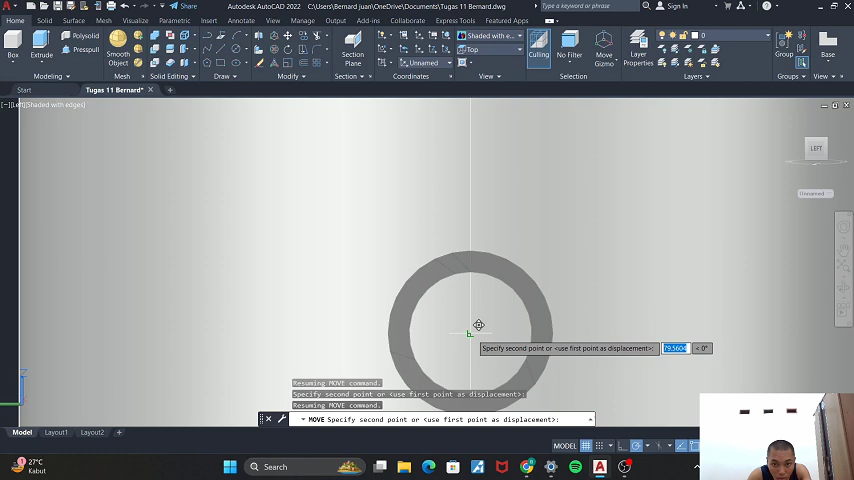 Autodesk AutoCAD 2022 C:\Users\Bernard juan\OneDrive\Documents\Tugas 11 Bernard.dwg
Share
Type a keyword or phrase
Sign In
Home Solid Surface Mesh Visualize Parametric Insert Annotate View Manage Output Add-ins Collaborate Express Tools Featured Apps
Box Extrude Polysolid Presspull
Smooth Object
Section Plane
Shaded with e...
Top
Unnamed
Culling No Filter Move Gizmo
Layer Properties
0
Group Base
Modeling Mesh Solid Editing Draw Modify Section Coordinates View Selection Layers Groups
Start Tugas 11 Bernard*
[−][Left][Shaded with edges]
LEFT
Unnamed
Z
Specify second point or <use first point as displacement>: 79.5604 < 0°
Resuming MOVE command.
Specify second point or <use first point as displacement>:
Resuming MOVE command.
MOVE Specify second point or <use first point as displacement>:
Model Layout1 Layout2
MODEL
27°C
Kabut
Search